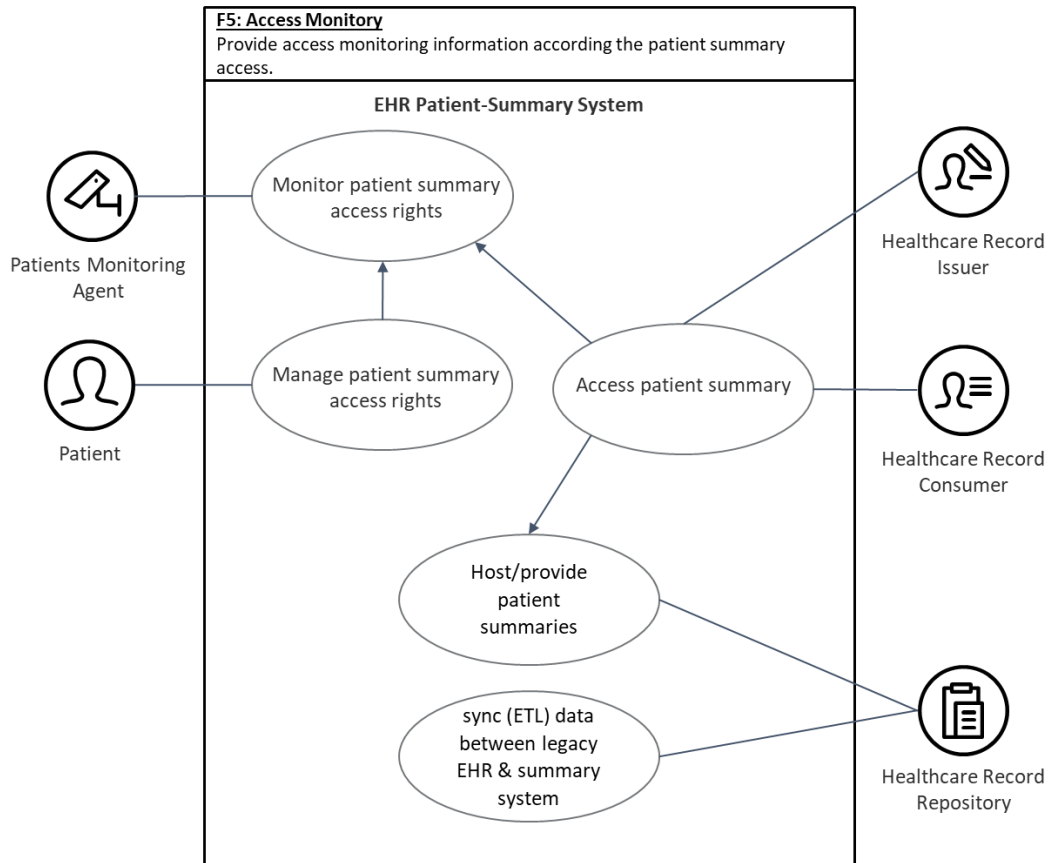 F5: Access Monitory
Provide access monitoring information according the patient summary
access.
EHR Patient-Summary System
Monitor patient summary
access rights
Patients Monitoring
Agent
Healthcare Record
Issuer
Manage patient summary
access rights
Access patient summary
Patient
Healthcare Record
Consumer
Host/provide
patient
summaries
sync (ETL) data
between legacy
EHR & summary
system
Healthcare Record
Repository